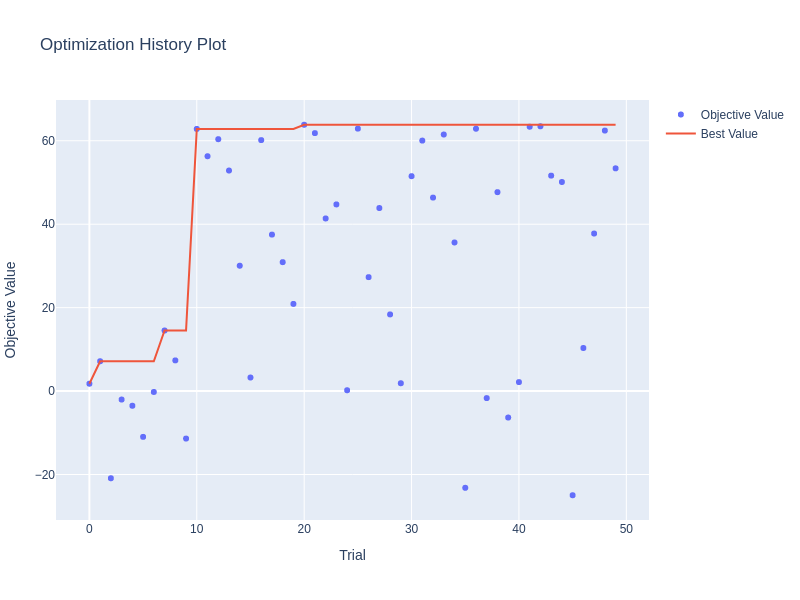 Optimization History Plot
Objective Value
Best Value
60
40
20
0
−20
0
10
20
30
40
50
Trial
Objective Value